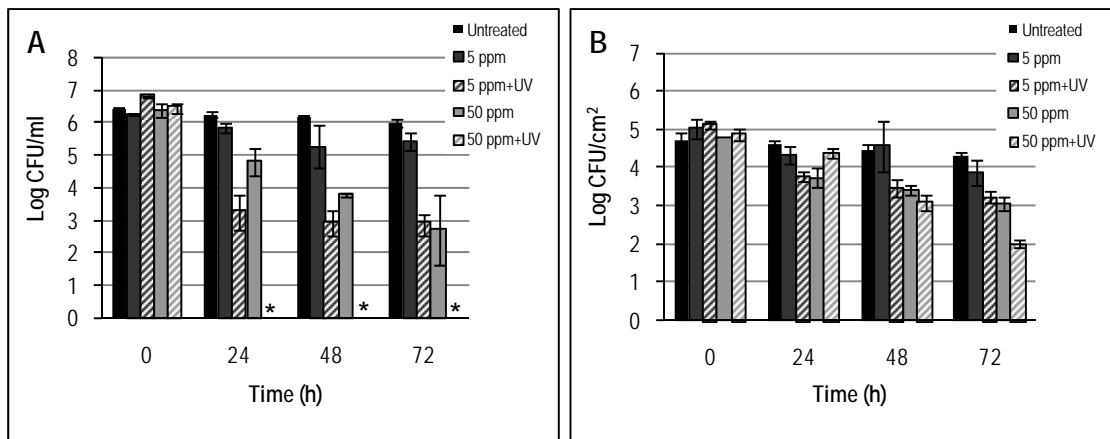 A
Log CFU/ml
8
7
6
5
4
3
2
1
0
* * *
0 24 48 72
Time (h)
Untreated
5 ppm
5 ppm+UV
50 ppm
50 ppm+UV
B
Log CFU/cm²
7
6
5
4
3
2
1
0
0 24 48 72
Time (h)
Untreated
5 ppm
5 ppm+UV
50 ppm
50 ppm+UV